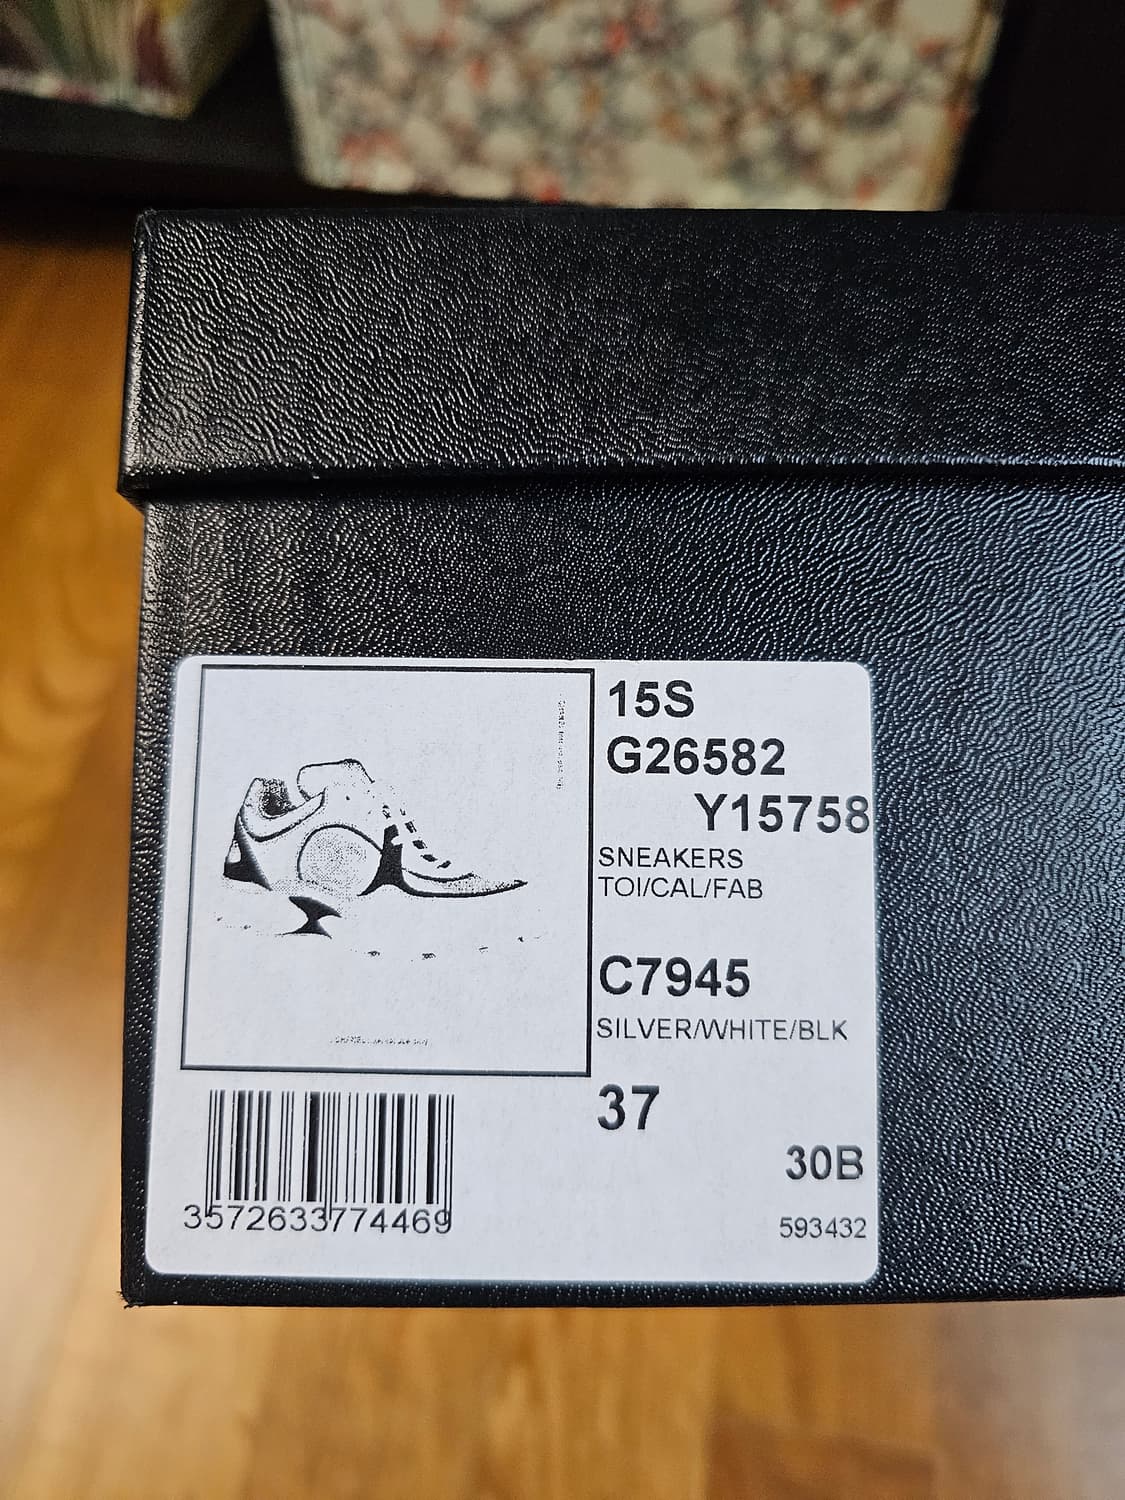 15S
G26582
Y15758
SNEAKERS
TOI/CAL/FAB
C7945
SILVER/WHITE/BLK
37
30B
3572633774469
593432